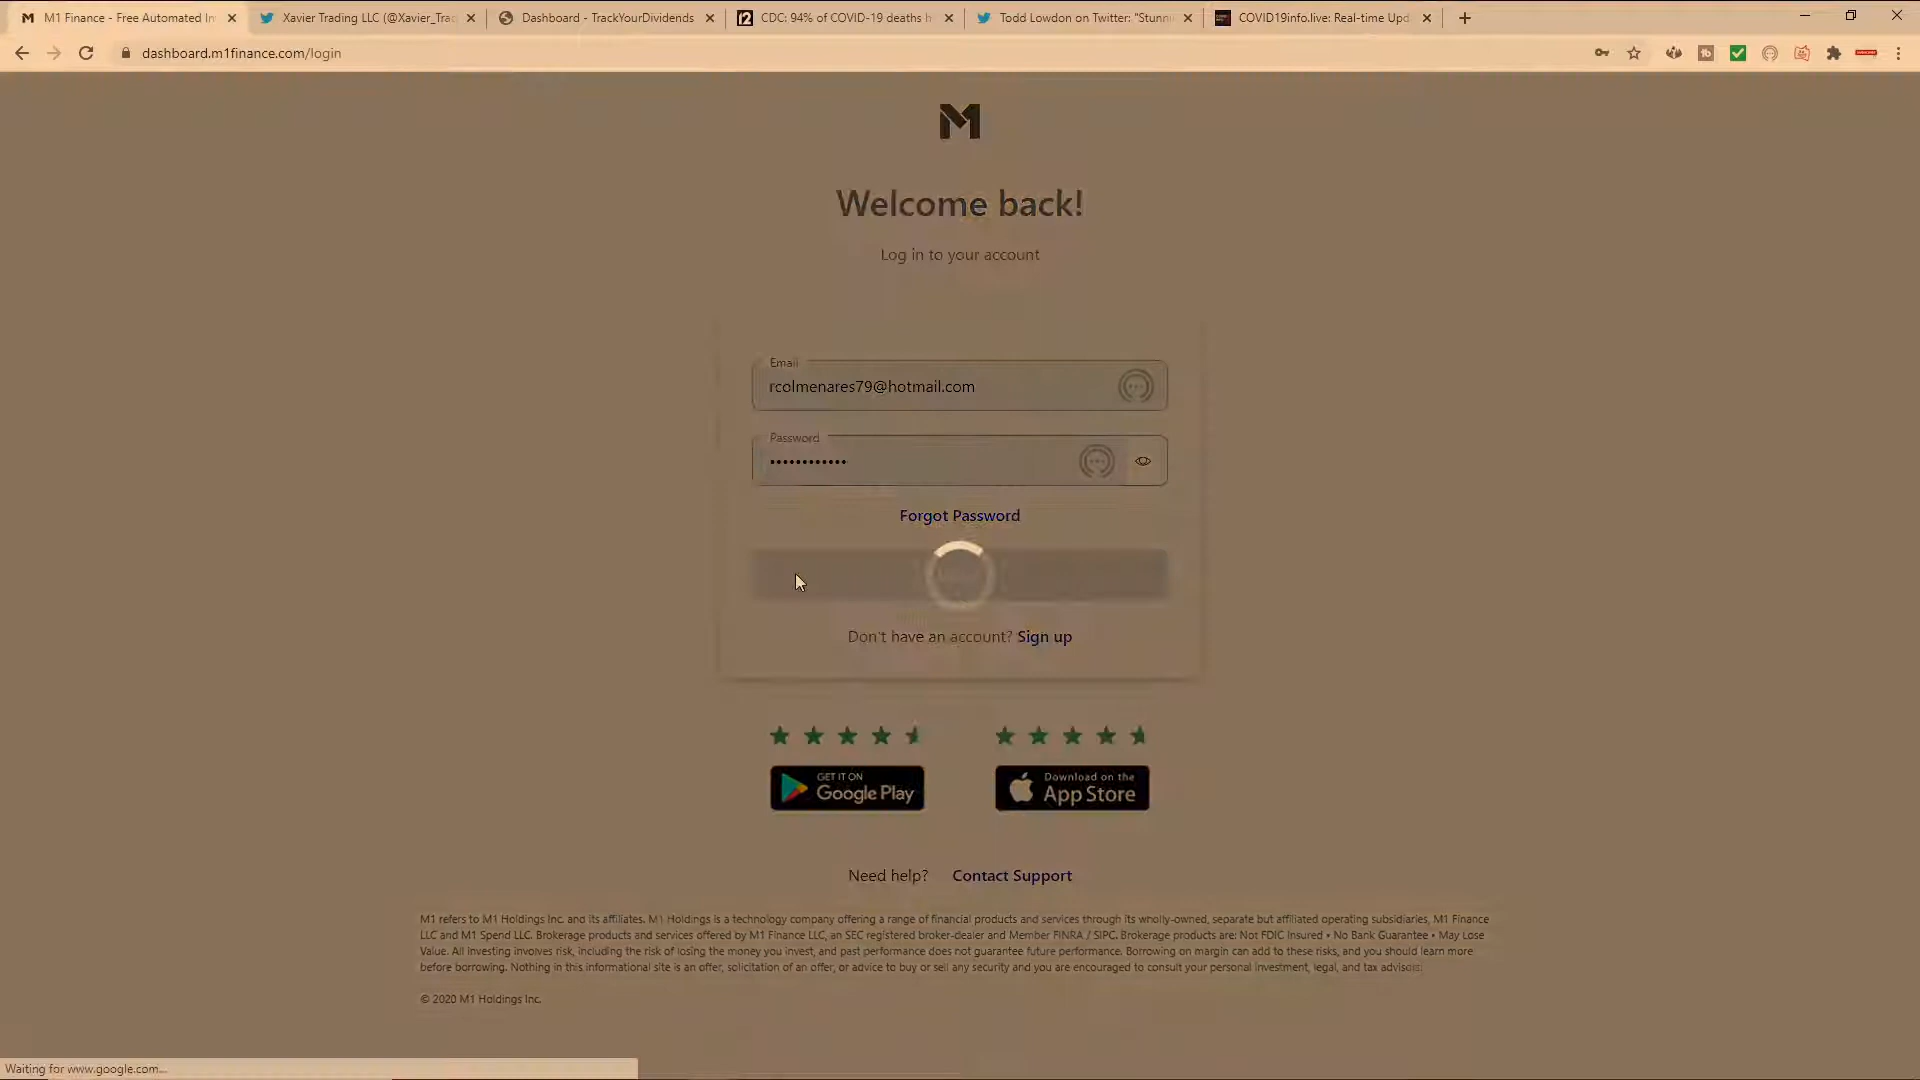 M1 Finance - Free Automated In
Xavier Trading LLC (@Xavier_Trac
Dashboard - TrackYourDividends
CDC: 94% of COVID-19 deaths h
Todd Lowdon on Twitter: "Stunni
COVID19info.live: Real-time Upd
dashboard.m1finance.com/login
Welcome back!
Log in to your account
Email
rcolmenares79@hotmail.com
Password
••••••••••••
Forgot Password
Don't have an account? Sign up
GET IT ON
Google Play
Download on the
App Store
Need help? Contact Support
M1 refers to M1 Holdings Inc. and its affiliates. M1 Holdings is a technology company offering a range of financial products and services through its wholly-owned, separate but affiliated operating subsidiaries, M1 Finance
LLC and M1 Spend LLC. Brokerage products and services offered by M1 Finance LLC, an SEC registered broker-dealer and Member FINRA / SIPC. Brokerage products are: Not FDIC Insured • No Bank Guarantee • May Lose
Value. All investing involves risk, including the risk of losing the money you invest, and past performance does not guarantee future performance. Borrowing on margin can add to these risks, and you should learn more
before borrowing. Nothing in this informational site is an offer, solicitation of an offer, or advice to buy or sell any security and you are encouraged to consult your personal investment, legal, and tax advisors.
© 2020 M1 Holdings Inc.
Waiting for www.google.com...